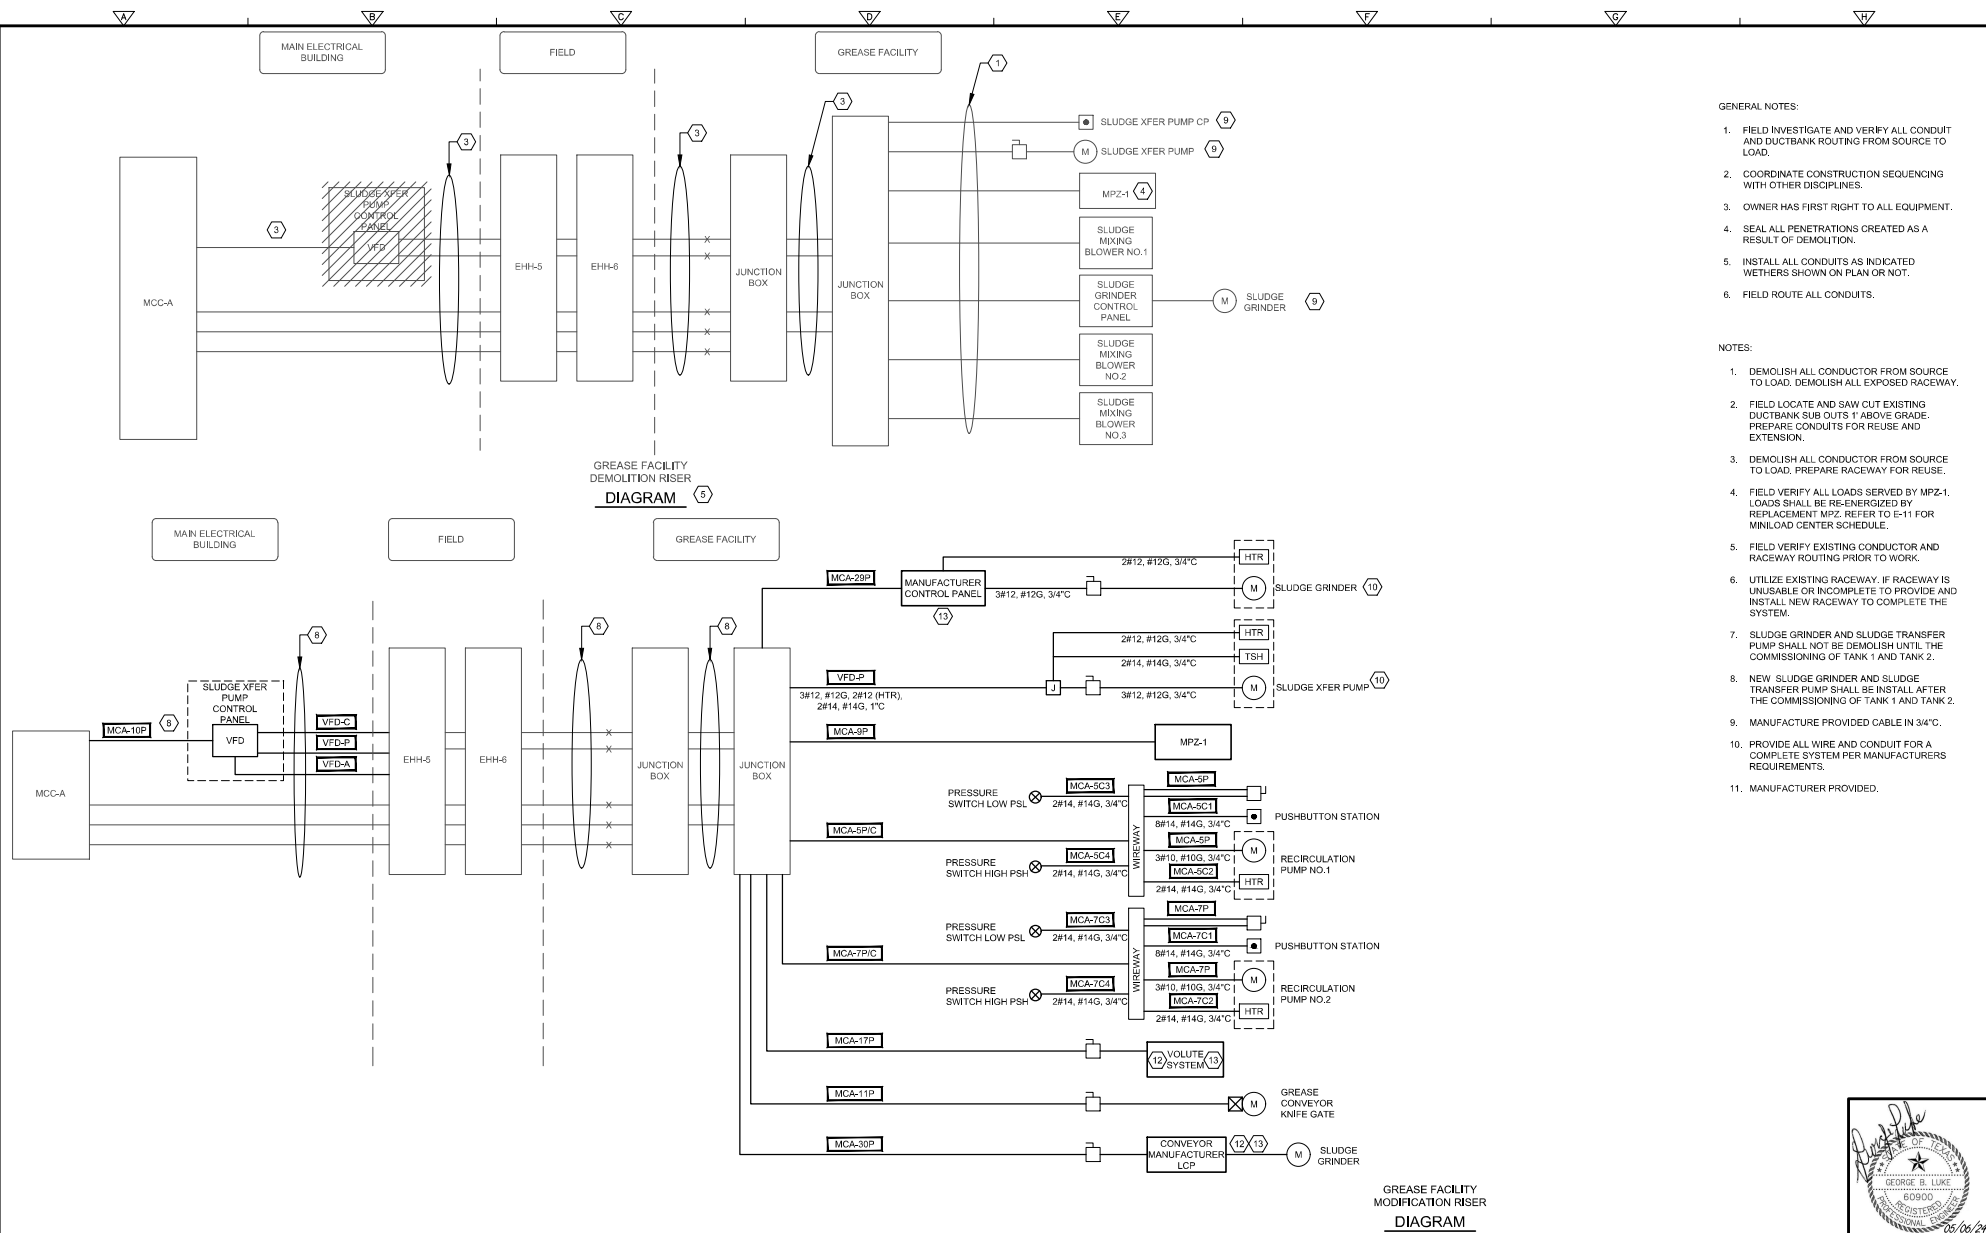 A B C D E F G H
MAIN ELECTRICAL
BUILDING
FIELD
GREASE FACILITY
1
3
3
3
3
MCC-A
SLUDGE XFER
PUMP
CONTROL
PANEL
VFD
EHH-5
EHH-6
JUNCTION
BOX
JUNCTION
BOX
X
X
X
X
X
SLUDGE XFER PUMP CP 9
M SLUDGE XFER PUMP 9
MPZ-1 4
SLUDGE
MIXING
BLOWER NO.1
SLUDGE
GRINDER
CONTROL
PANEL
M SLUDGE
GRINDER 9
SLUDGE
MIXING
BLOWER
NO.2
SLUDGE
MIXING
BLOWER
NO.3
GREASE FACILITY
DEMOLITION RISER
DIAGRAM 5
MAIN ELECTRICAL
BUILDING
FIELD
GREASE FACILITY
8
8
8
MCC-A
MCA-10P 8
SLUDGE XFER
PUMP
CONTROL
PANEL
VFD
VFD-C
VFD-P
VFD-A
EHH-5
EHH-6
X
X
X
X
X
JUNCTION
BOX
JUNCTION
BOX
MCA-29P
MANUFACTURER
CONTROL PANEL
13
2#12, #12G, 3/4"C
HTR
3#12, #12G, 3/4"C
M SLUDGE GRINDER 10
VFD-P
3#12, #12G, 2#12 (HTR),
2#14, #14G, 1"C
2#12, #12G, 3/4"C
HTR
2#14, #14G, 3/4"C
TSH
J
3#12, #12G, 3/4"C
M SLUDGE XFER PUMP 10
MCA-9P
MPZ-1
MCA-5P/C
PRESSURE
SWITCH LOW PSL
MCA-5C3
2#14, #14G, 3/4"C
PRESSURE
SWITCH HIGH PSH
MCA-5C4
2#14, #14G, 3/4"C
WIREWAY
MCA-5P
MCA-5C1
8#14, #14G, 3/4"C
PUSHBUTTON STATION
MCA-5P
3#10, #10G, 3/4"C
M
RECIRCULATION
PUMP NO.1
MCA-5C2
2#14, #14G, 3/4"C
HTR
MCA-7P/C
PRESSURE
SWITCH LOW PSL
MCA-7C3
2#14, #14G, 3/4"C
PRESSURE
SWITCH HIGH PSH
MCA-7C4
2#14, #14G, 3/4"C
WIREWAY
MCA-7P
MCA-7C1
8#14, #14G, 3/4"C
PUSHBUTTON STATION
MCA-7P
3#10, #10G, 3/4"C
M
RECIRCULATION
PUMP NO.2
MCA-7C2
2#14, #14G, 3/4"C
HTR
MCA-17P
12 VOLUTE 13
SYSTEM
MCA-11P
M
GREASE
CONVEYOR
KNIFE GATE
MCA-30P
CONVEYOR
MANUFACTURER
LCP
12 13
M SLUDGE
GRINDER
GREASE FACILITY
MODIFICATION RISER
DIAGRAM
GENERAL NOTES:
1. FIELD INVESTIGATE AND VERIFY ALL CONDUIT
AND DUCTBANK ROUTING FROM SOURCE TO
LOAD.
2. COORDINATE CONSTRUCTION SEQUENCING
WITH OTHER DISCIPLINES.
3. OWNER HAS FIRST RIGHT TO ALL EQUIPMENT.
4. SEAL ALL PENETRATIONS CREATED AS A
RESULT OF DEMOLITION.
5. INSTALL ALL CONDUITS AS INDICATED
WETHERS SHOWN ON PLAN OR NOT.
6. FIELD ROUTE ALL CONDUITS.
NOTES:
1. DEMOLISH ALL CONDUCTOR FROM SOURCE
TO LOAD. DEMOLISH ALL EXPOSED RACEWAY.
2. FIELD LOCATE AND SAW CUT EXISTING
DUCTBANK SUB OUTS 1' ABOVE GRADE.
PREPARE CONDUITS FOR REUSE AND
EXTENSION.
3. DEMOLISH ALL CONDUCTOR FROM SOURCE
TO LOAD. PREPARE RACEWAY FOR REUSE.
4. FIELD VERIFY ALL LOADS SERVED BY MPZ-1.
LOADS SHALL BE RE-ENERGIZED BY
REPLACEMENT MPZ. REFER TO E-11 FOR
MINILOAD CENTER SCHEDULE.
5. FIELD VERIFY EXISTING CONDUCTOR AND
RACEWAY ROUTING PRIOR TO WORK.
6. UTILIZE EXISTING RACEWAY. IF RACEWAY IS
UNUSABLE OR INCOMPLETE TO PROVIDE AND
INSTALL NEW RACEWAY TO COMPLETE THE
SYSTEM.
7. SLUDGE GRINDER AND SLUDGE TRANSFER
PUMP SHALL NOT BE DEMOLISH UNTIL THE
COMMISSIONING OF TANK 1 AND TANK 2.
8. NEW SLUDGE GRINDER AND SLUDGE
TRANSFER PUMP SHALL BE INSTALL AFTER
THE COMMISSIONING OF TANK 1 AND TANK 2.
9. MANUFACTURE PROVIDED CABLE IN 3/4"C.
10. PROVIDE ALL WIRE AND CONDUIT FOR A
COMPLETE SYSTEM PER MANUFACTURERS
REQUIREMENTS.
11. MANUFACTURER PROVIDED.
STATE OF TEXAS
GEORGE B. LUKE
60900
REGISTERED
PROFESSIONAL ENGINEER
05/06/24